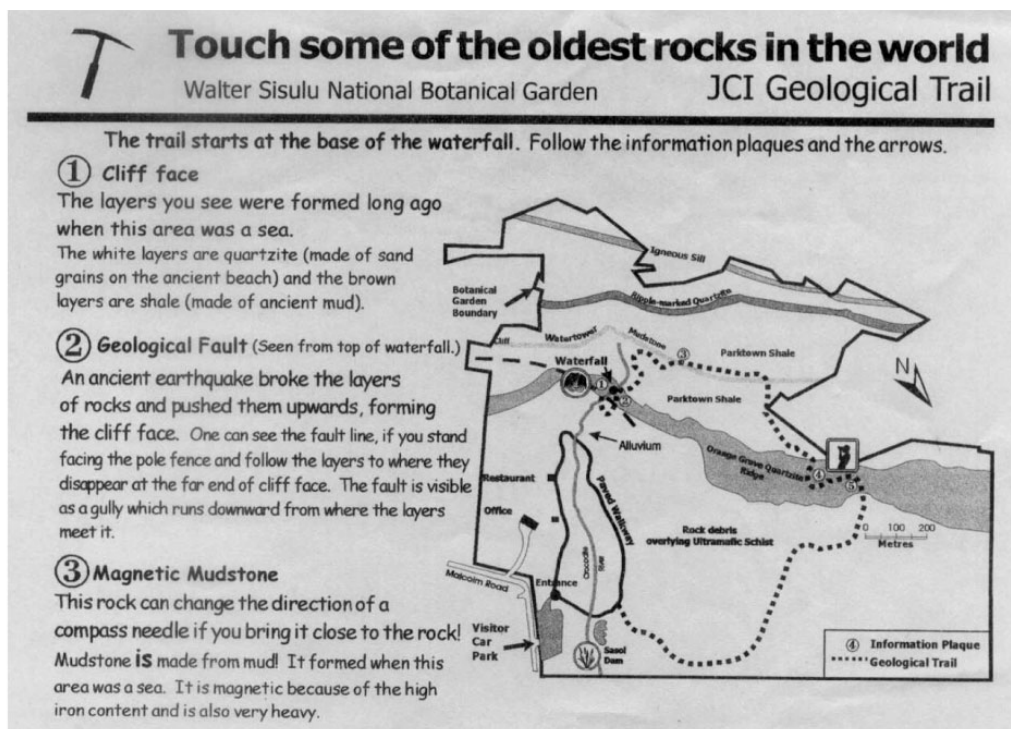 Touch some of the oldest rocks in the world
Walter Sisulu National Botanical Garden JCI Geological Trail
The trail starts at the base of the waterfall. Follow the information plaques and the arrows.
① Cliff face
The layers you see were formed long ago
when this area was a sea.
The white layers are quartzite (made of sand
grains on the ancient beach) and the brown
layers are shale (made of ancient mud).
② Geological Fault (Seen from top of waterfall.)
An ancient earthquake broke the layers
of rocks and pushed them upwards, forming
the cliff face. One can see the fault line, if you stand
facing the pole fence and follow the layers to where they
disappear at the far end of cliff face. The fault is visible
as a gully which runs downward from where the layers
meet it.
③ Magnetic Mudstone
This rock can change the direction of a
compass needle if you bring it close to the rock!
Mudstone is made from mud! It formed when this
area was a sea. It is magnetic because of the high
iron content and is also very heavy.
Igneous Sill
Botanical
Garden
Boundary
Ripple-marked Quartzite
Cliff
Watertower Mudstone
③
Parktown Shale
N
Waterfall
①
②
Parktown Shale
Alluvium
Orange Grove Quartzite
Ridge
④
⑤
Restaurant
Office
Paved Walkway
Rock debris
overlying Ultramafic Schist
0 100 200
Metres
Crocodile
River
Malcolm Road
Entrance
Visitor
Car
Park
Sasol
Dam
④ Information Plaque
Geological Trail